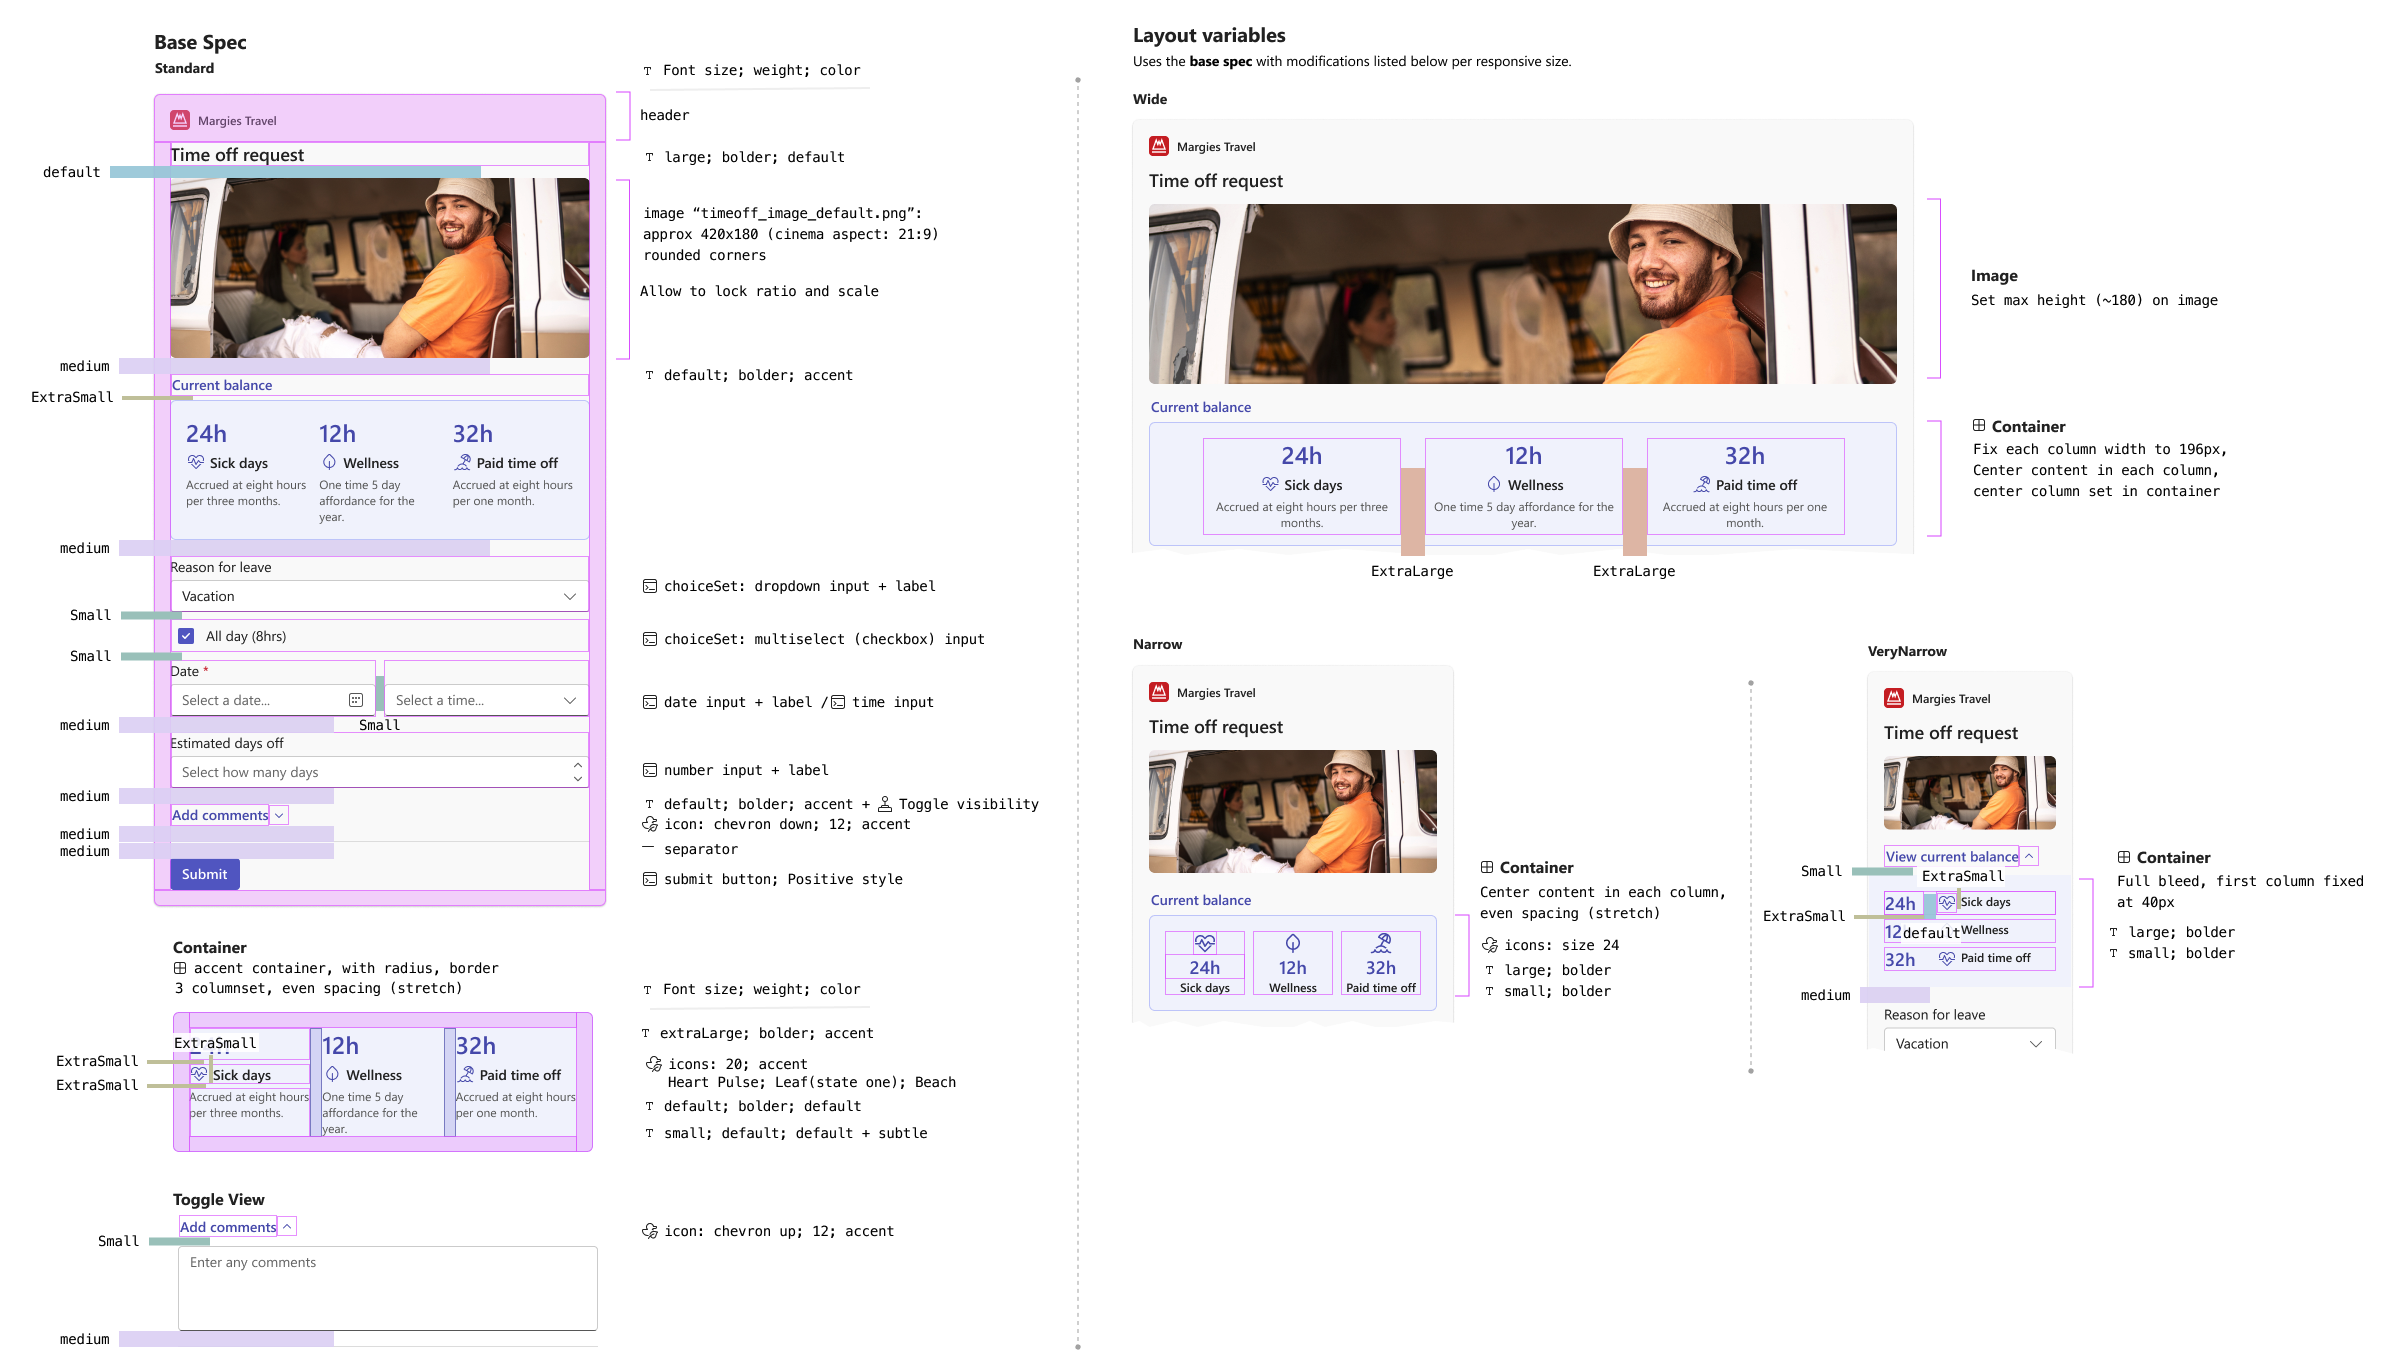 Base Spec
Standard
T Font size; weight; color
Margies Travel
header
Time off request
T large; bolder; default
default
image “timeoff_image_default.png”:
approx 420x180 (cinema aspect: 21:9)
rounded corners
Allow to lock ratio and scale
medium
Current balance
T default; bolder; accent
ExtraSmall
24h
12h
32h
Sick days
Wellness
Paid time off
Accrued at eight hours
per three months.
One time 5 day
affordance for the
year.
Accrued at eight hours
per one month.
medium
Reason for leave
Vacation
choiceSet: dropdown input + label
Small
All day (8hrs)
choiceSet: multiselect (checkbox) input
Small
Date *
Select a date...
Select a time...
date input + label / time input
medium
Small
Estimated days off
Select how many days
number input + label
medium
Add comments
T default; bolder; accent + Toggle visibility
icon: chevron down; 12; accent
medium
medium
separator
Submit
submit button; Positive style
Container
accent container, with radius, border
3 columnset, even spacing (stretch)
T Font size; weight; color
ExtraSmall
12h
32h
T extraLarge; bolder; accent
ExtraSmall
ExtraSmall
Sick days
Wellness
Paid time off
icons: 20; accent
Heart Pulse; Leaf(state one); Beach
Accrued at eight hours
per three months.
One time 5 day
affordance for the
year.
Accrued at eight hours
per one month.
T default; bolder; default
T small; default; default + subtle
Toggle View
Add comments
icon: chevron up; 12; accent
Small
Enter any comments
medium
Layout variables
Uses the base spec with modifications listed below per responsive size.
Wide
Margies Travel
Time off request
Image
Set max height (~180) on image
Current balance
24h
12h
32h
Sick days
Wellness
Paid time off
Accrued at eight hours per three
months.
One time 5 day affordance for the
year.
Accrued at eight hours per one
month.
Container
Fix each column width to 196px,
Center content in each column,
center column set in container
ExtraLarge
ExtraLarge
Narrow
Margies Travel
Time off request
Current balance
24h
12h
32h
Sick days
Wellness
Paid time off
Container
Center content in each column,
even spacing (stretch)
icons: size 24
T large; bolder
T small; bolder
VeryNarrow
Margies Travel
Time off request
View current balance
Small
ExtraSmall
24h
Sick days
ExtraSmall
12
default
Wellness
32h
Paid time off
medium
Reason for leave
Vacation
Container
Full bleed, first column fixed
at 40px
T large; bolder
T small; bolder